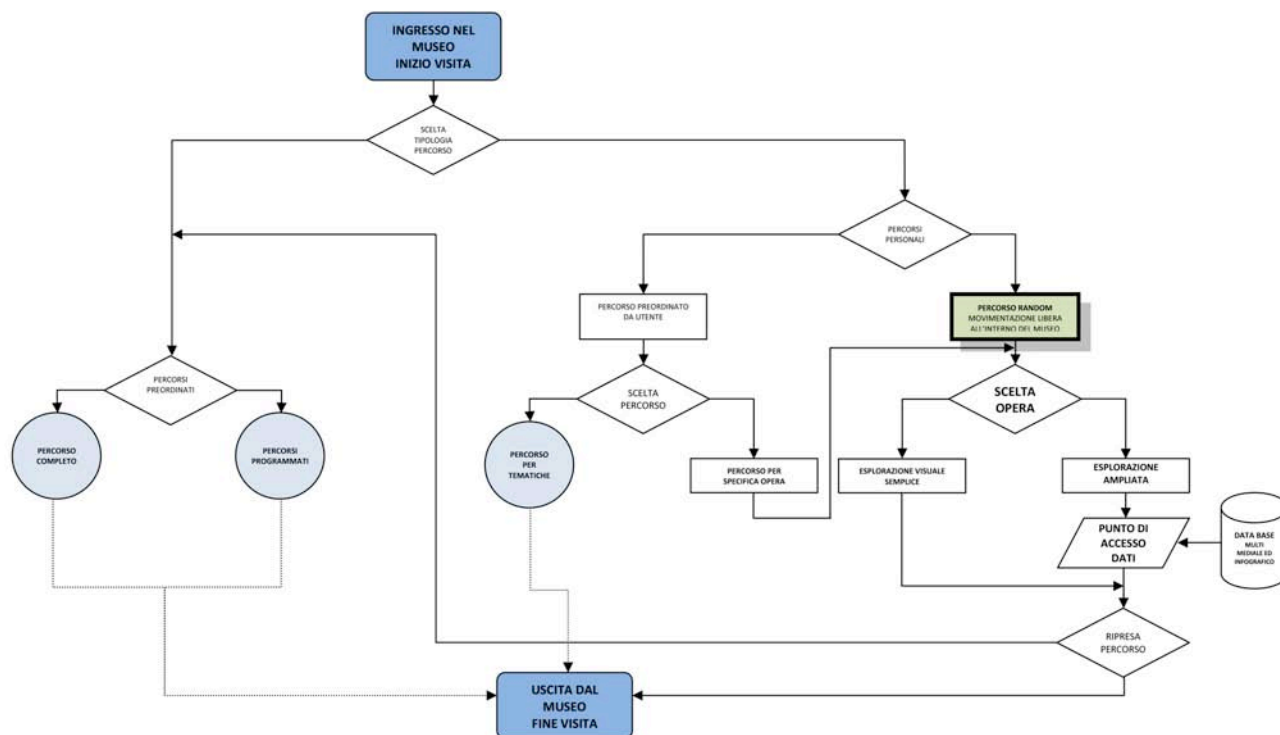 INGRESSO NEL
MUSEO
INIZIO VISITA
SCELTA
TIPOLOGIA
PERCORSO
PERCORSI
PERSONALI
PERCORSO PREORDINATO
DA UTENTE
PERCORSO RANDOM
MOVIMENTAZIONE LIBERA
ALL'INTERNO DEL MUSEO
PERCORSI
PREORDINATI
SCELTA
PERCORSO
SCELTA
OPERA
PERCORSO
COMPLETO
PERCORSI
PROGRAMMATI
PERCORSO
PER
TEMATICHE
PERCORSO PER
SPECIFICA OPERA
ESPLORAZIONE VISUALE
SEMPLICE
ESPLORAZIONE
AMPLIATA
PUNTO DI
ACCESSO
DATI
DATA BASE
MULTI
MEDIALE ED
INFOGRAFICO
RIPRESA
PERCORSO
USCITA DAL
MUSEO
FINE VISITA